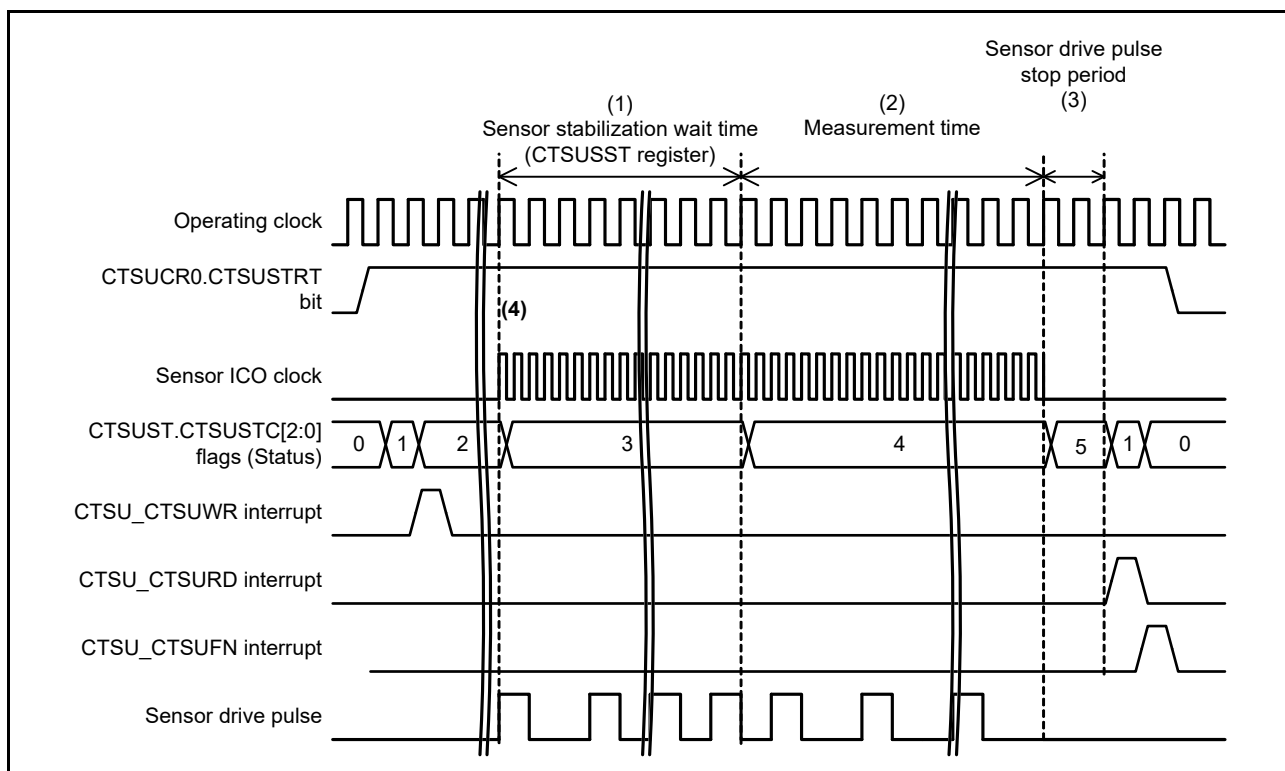 Sensor drive pulse
stop period
(3)
(1)
Sensor stabilization wait time
(CTSUSST register)
(2)
Measurement time
Operating clock
CTSUCR0.CTSUSTRT
bit
(4)
Sensor ICO clock
CTSUST.CTSUSTC[2:0]
flags (Status)
0 1 2 3 4 5 1 0
CTSU_CTSUWR interrupt
CTSU_CTSURD interrupt
CTSU_CTSUFN interrupt
Sensor drive pulse